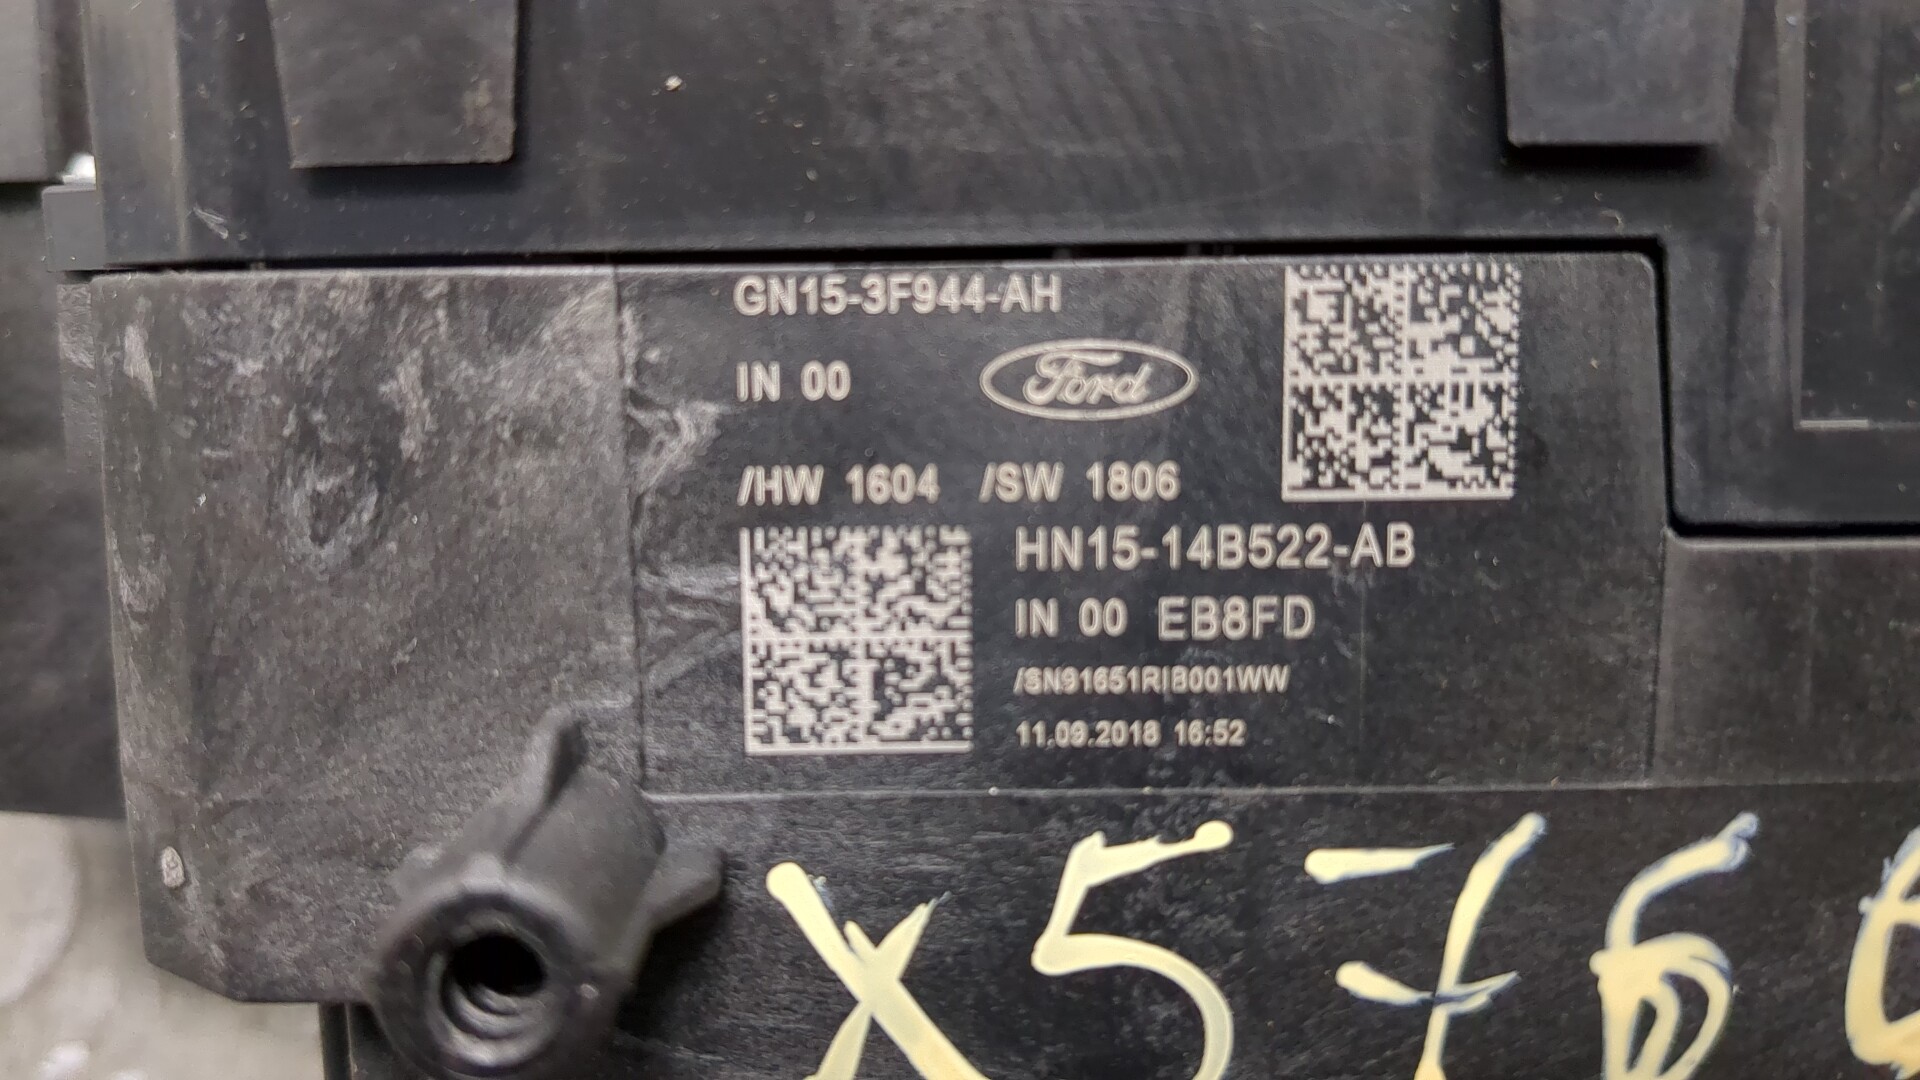 GN15-3F944-AH
IN 00
Ford
/HW 1604 /SW 1806
HN15-14B522-AB
IN 00 EB8FD
/SN91651RIB001WW
11.09.2018 16:52
X576